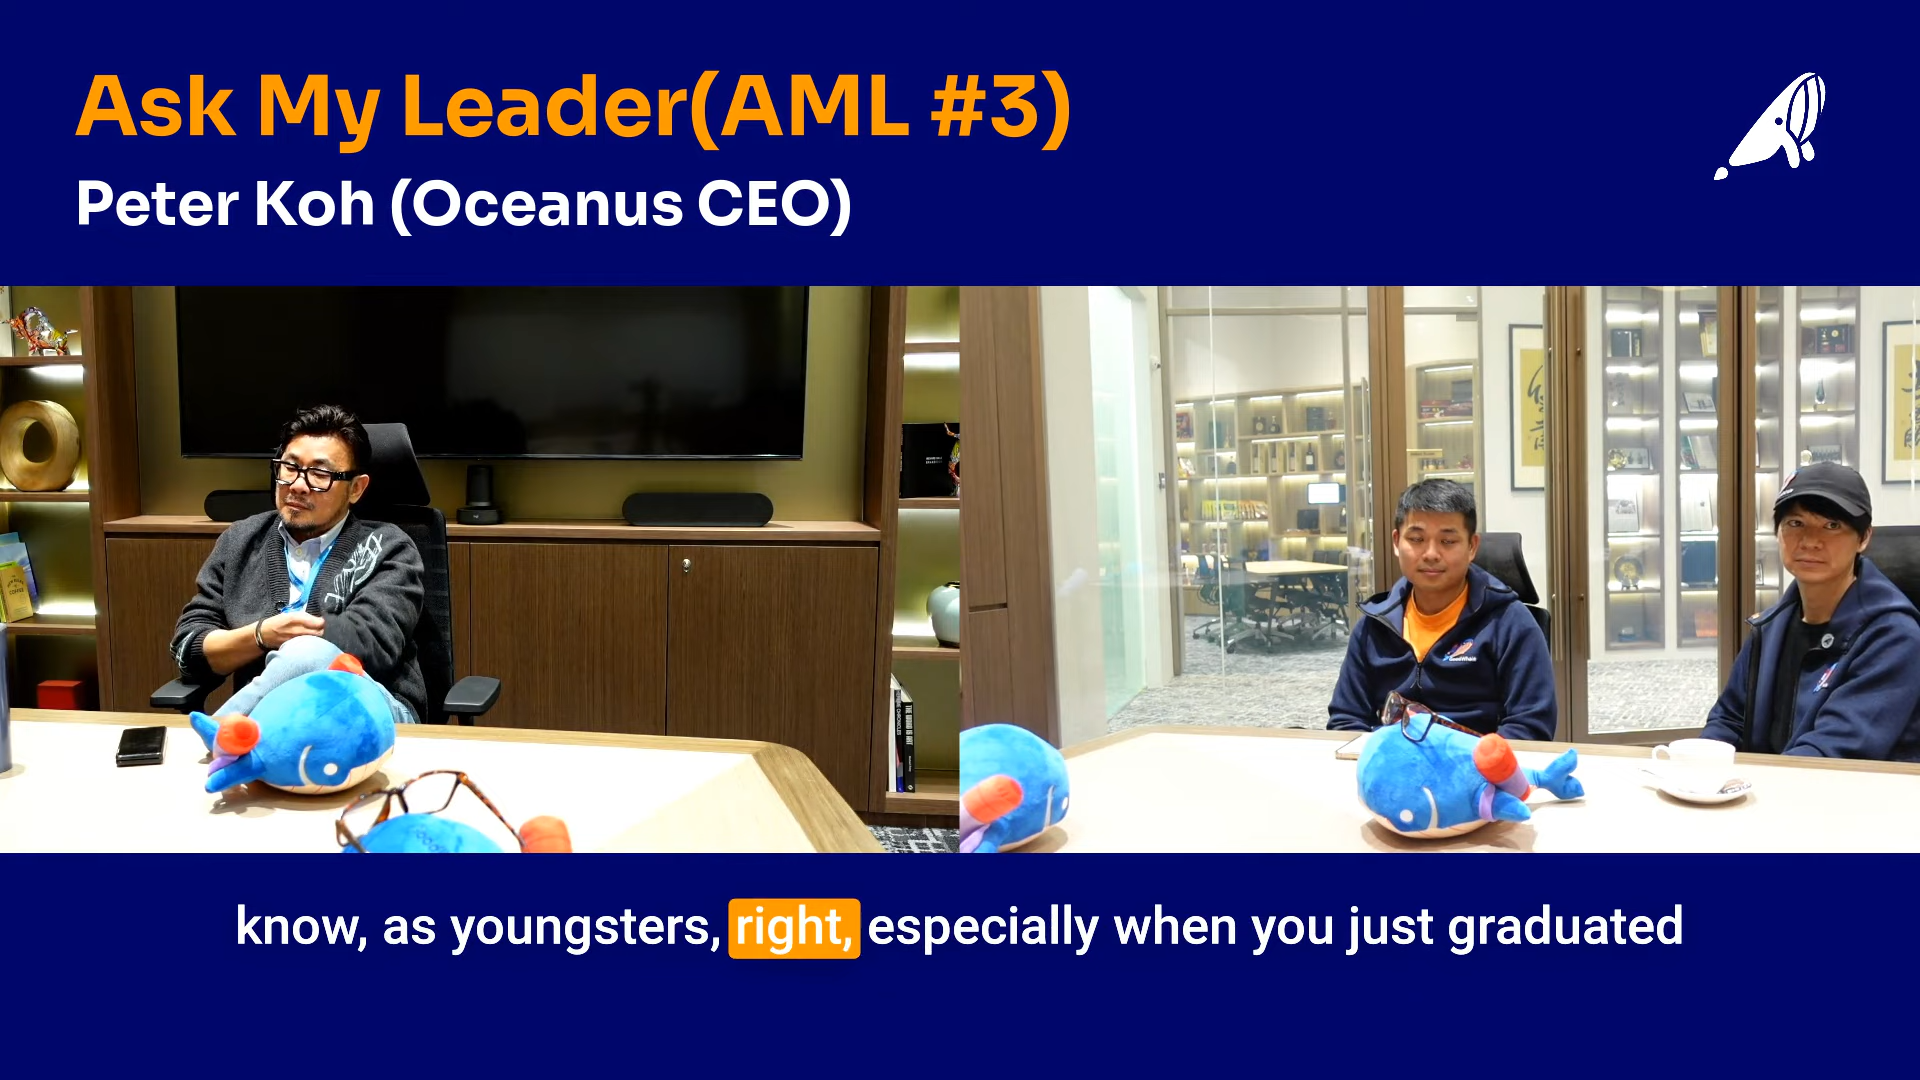 Ask My Leader(AML #3)
Peter Koh (Oceanus CEO)
know, as youngsters, right, especially when you just graduated